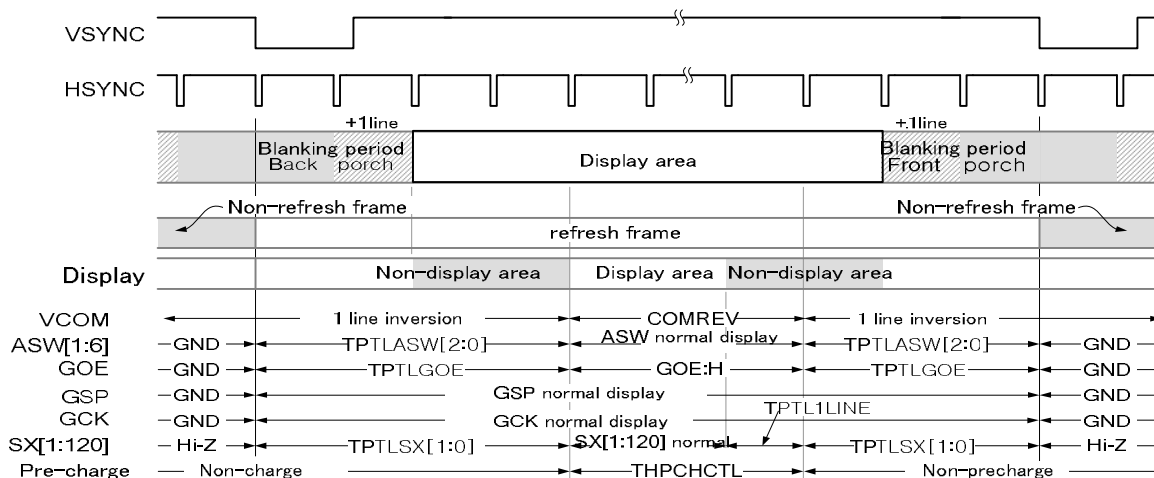 VSYNC
HSYNC
+1line +1line
Blanking period Display area Blanking period
Back porch Front porch
Non-refresh frame Non-refresh frame
refresh frame
Display Non-display area Display area Non-display area
VCOM 1 line inversion COMREV 1 line inversion
ASW[1:6] GND TPTLASW[2:0] ASW normal display TPTLASW[2:0] GND
GOE GND TPTLGOE GOE:H TPTLGOE GND
GSP GND GSP normal display GND
TPTL1LINE
GCK GND GCK normal display GND
SX[1:120] Hi-Z TPTLSX[1:0] SX[1:120] normal TPTLSX[1:0] Hi-Z
Pre-charge Non-charge THPCHCTL Non-precharge